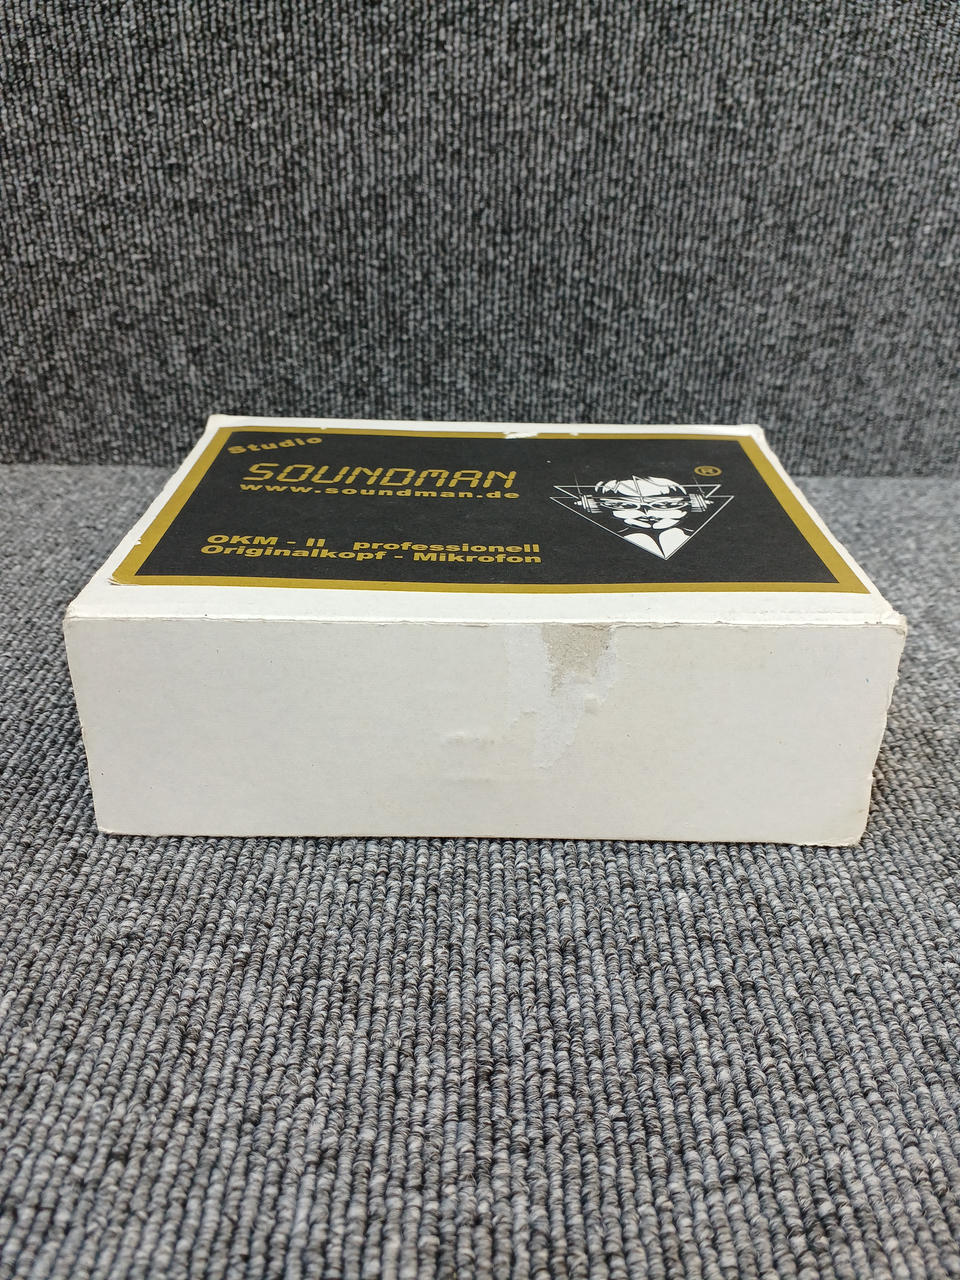 Studio
SOUNDMAN
www.soundman.de
®
OKM - II professionell
Originalkopf - Mikrofon